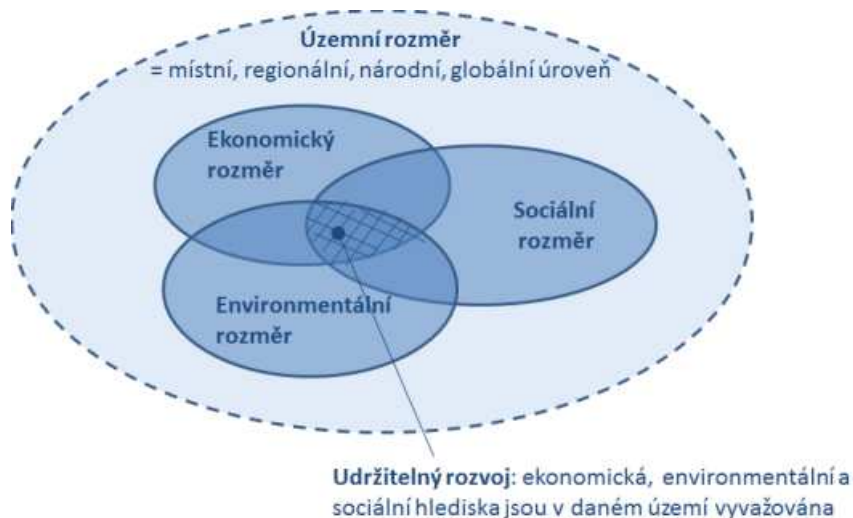 Územní rozměr
= místní, regionální, národní, globální úroveň
Ekonomický
rozměr
Sociální
rozměr
Environmentální
rozměr
Udržitelný rozvoj: ekonomická, environmentální a
sociální hlediska jsou v daném území vyvažována